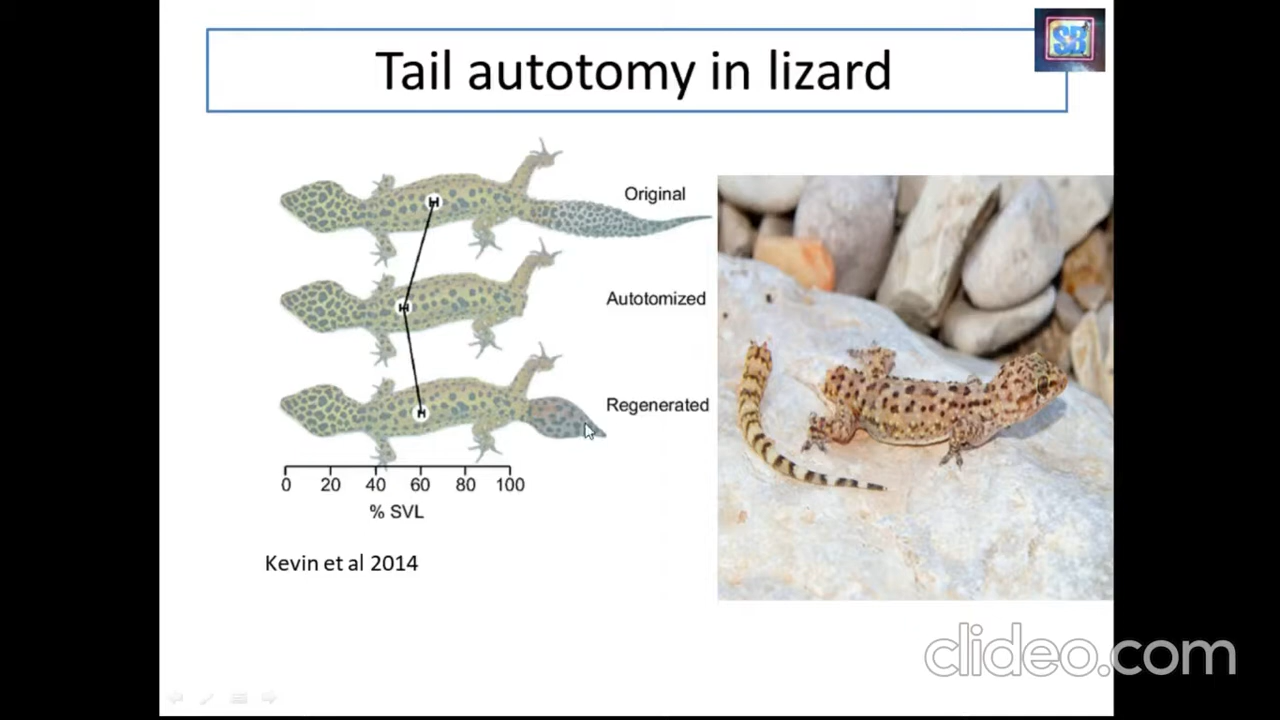 Tail autotomy in lizard
SB
Original
Autotomized
Regenerated
0 20 40 60 80 100
% SVL
Kevin et al 2014
clideo.com